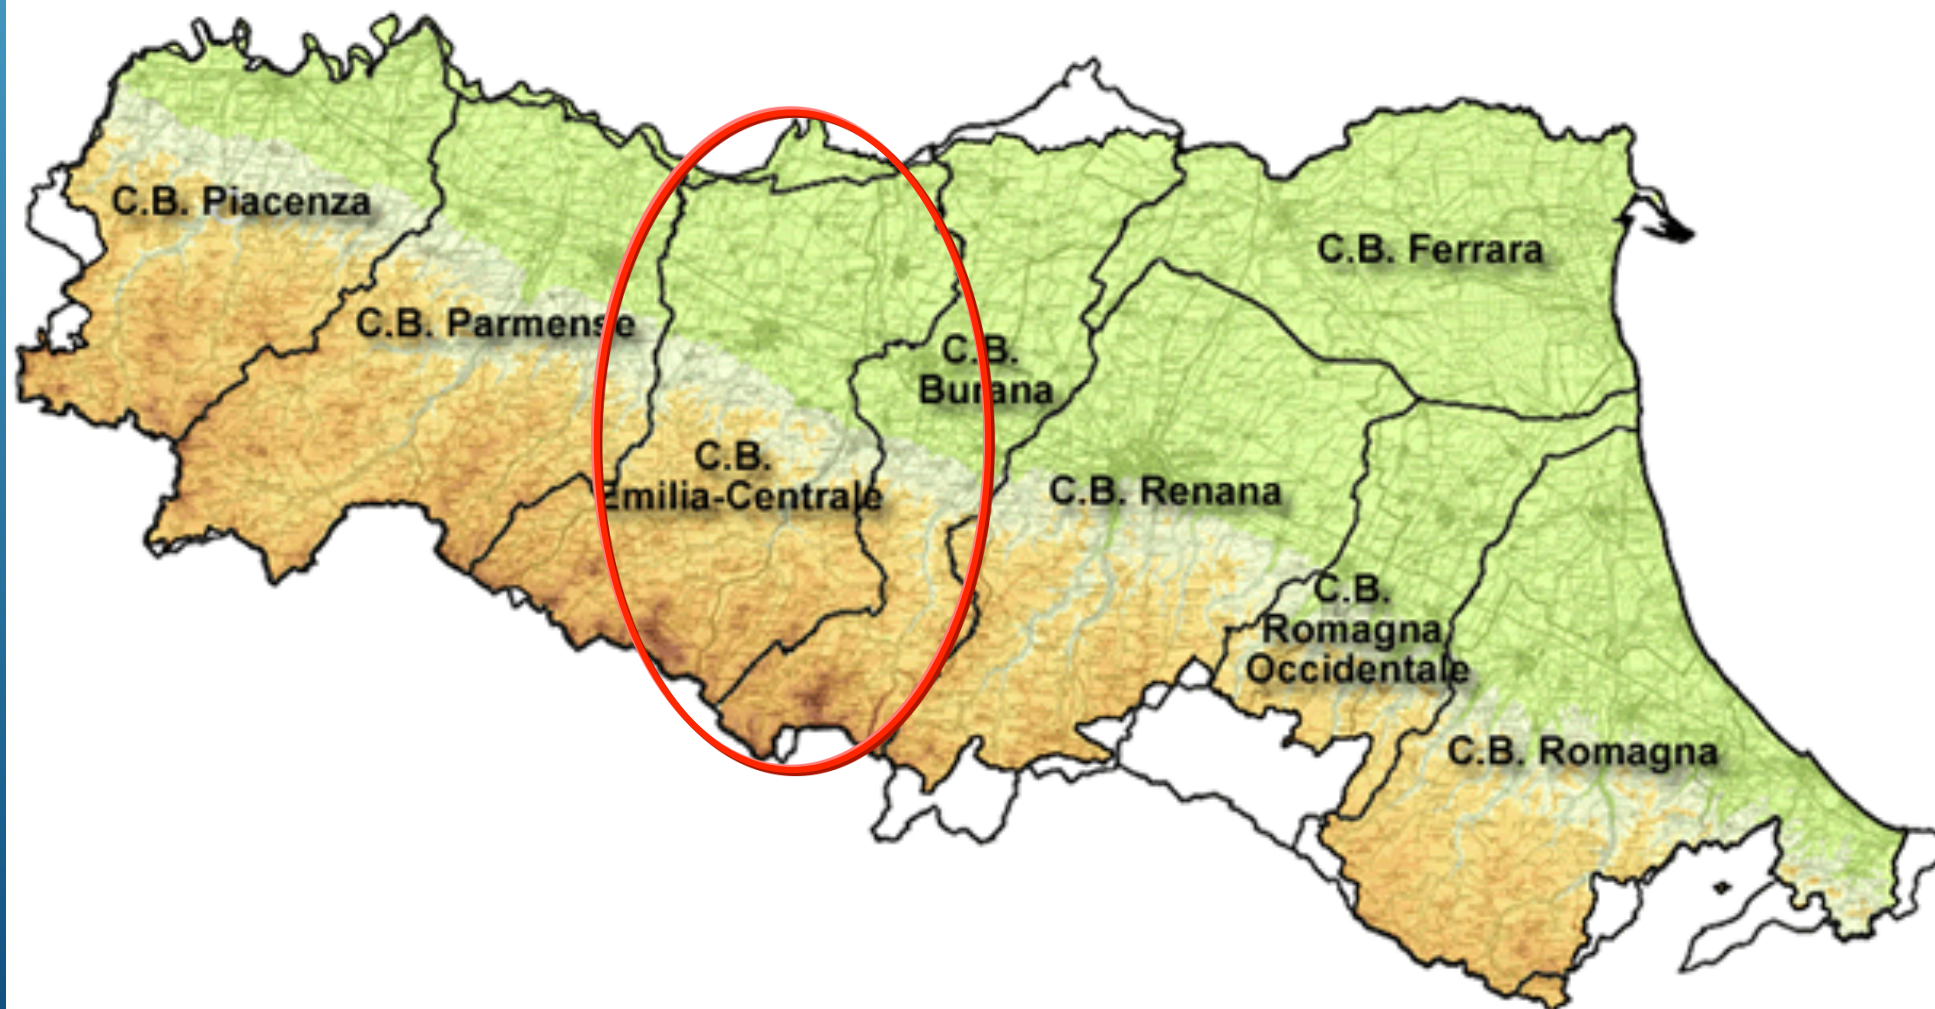 C.B. Piacenza
C.B. Parmense
C.B.
Emilia-Centrale
C.B.
Burana
C.B. Ferrara
C.B. Renana
C.B.
Romagna
Occidentale
C.B. Romagna